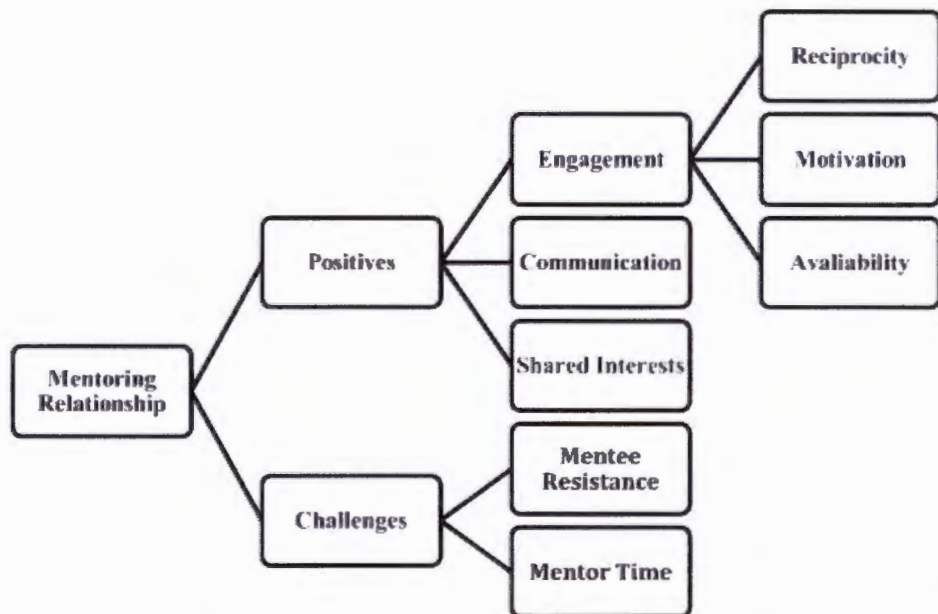 Reciprocity
Engagement
Motivation
Positives
Communication
Avaliability
Shared Interests
Mentoring
Relationship
Mentee
Resistance
Challenges
Mentor Time